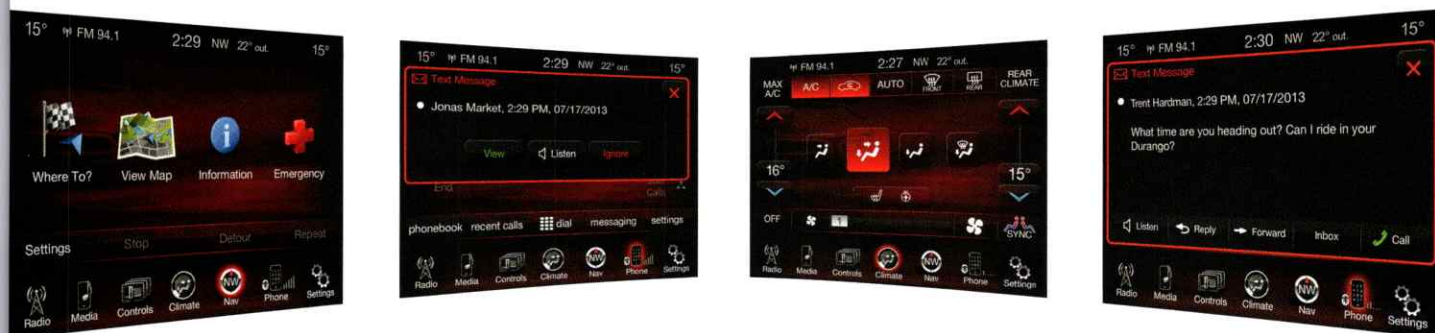 15° FM 94.1 2:29 NW 22° out. 15°
Where To? View Map Information Emergency
Settings Stop Detour Repeat
Radio Media Controls Climate NW Nav Phone Settings
15° FM 94.1 2:29 NW 22° out. 15°
Text Message X
Jonas Market, 2:29 PM, 07/17/2013
View Listen Ignore
End Calls
phonebook recent calls dial messaging settings
Radio Media Controls Climate NW Nav Phone Settings
FM 94.1 2:27 NW 22° out.
MAX A/C A/C AUTO FRONT REAR REAR CLIMATE
16° 15°
OFF 1 SYNC
Radio Media Controls Climate NW Nav Phone Settings
15° FM 94.1 2:30 NW 22° out. 15°
Text Message X
Trent Hardman, 2:29 PM, 07/17/2013
What time are you heading out? Can I ride in your
Durango?
Listen Reply Forward Inbox Call
Radio Media Controls Climate NW Nav Phone Settings